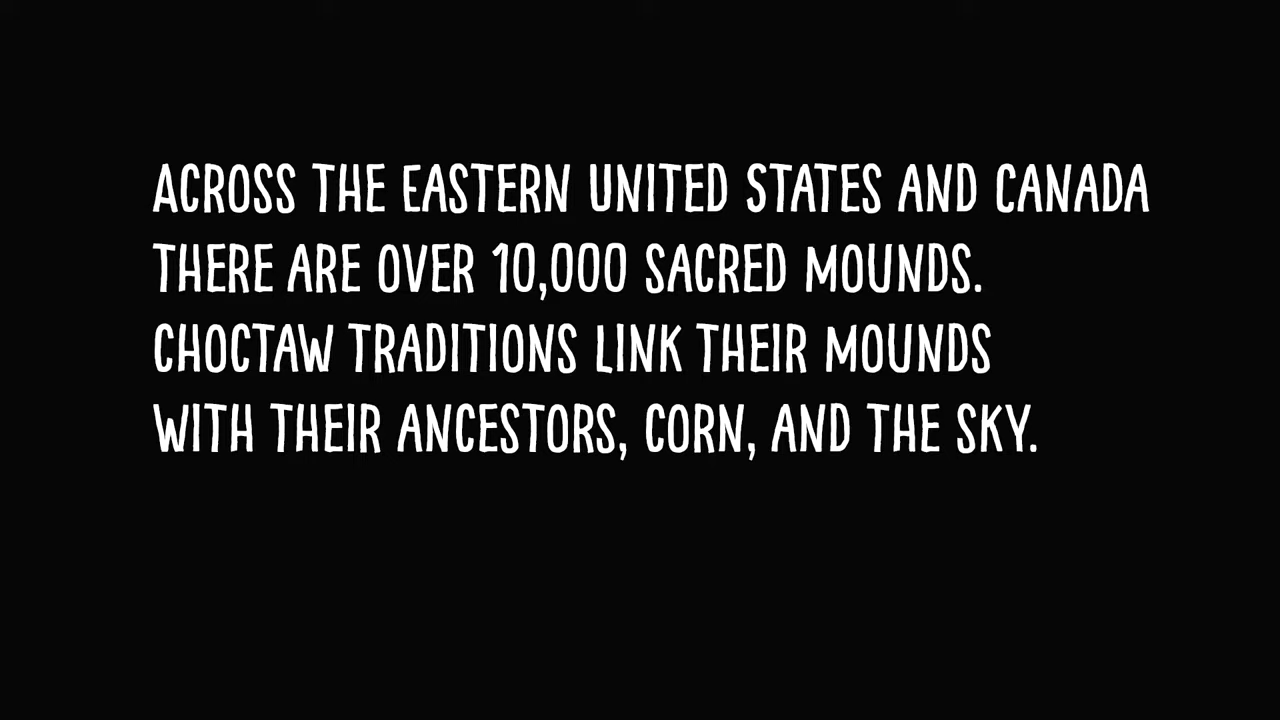 ACROSS THE EASTERN UNITED STATES AND CANADA
THERE ARE OVER 10,000 SACRED MOUNDS.
CHOCTAW TRADITIONS LINK THEIR MOUNDS
WITH THEIR ANCESTORS, CORN, AND THE SKY.